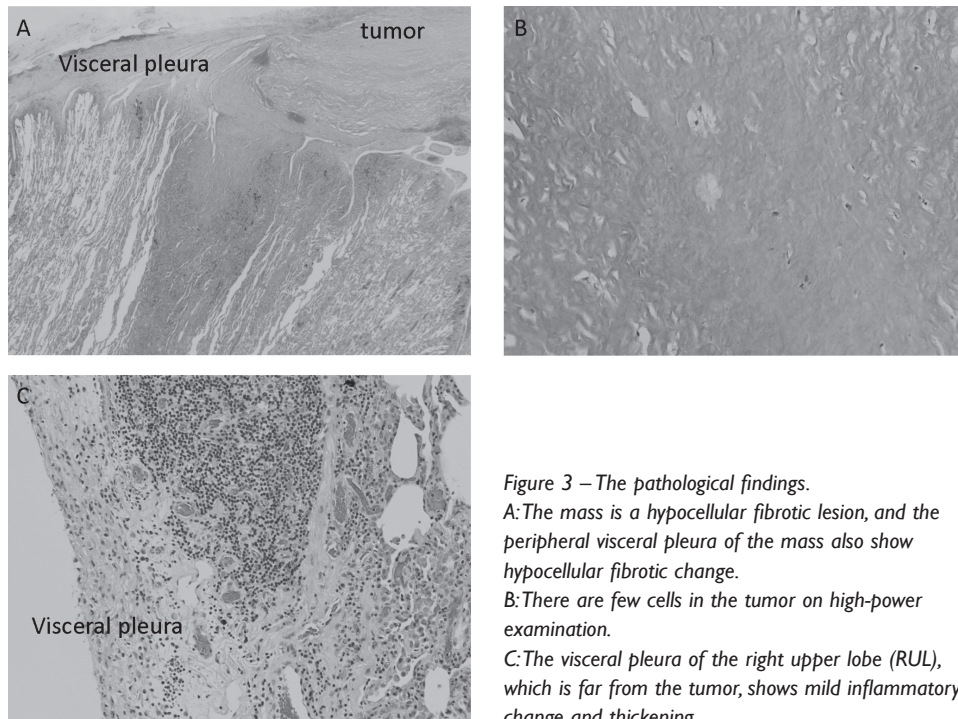 A
tumor
Visceral pleura
B
C
Visceral pleura
Figure 3 – The pathological findings.
A: The mass is a hypocellular fibrotic lesion, and the
peripheral visceral pleura of the mass also show
hypocellular fibrotic change.
B: There are few cells in the tumor on high-power
examination.
C: The visceral pleura of the right upper lobe (RUL),
which is far from the tumor, shows mild inflammatory
change and thickening.